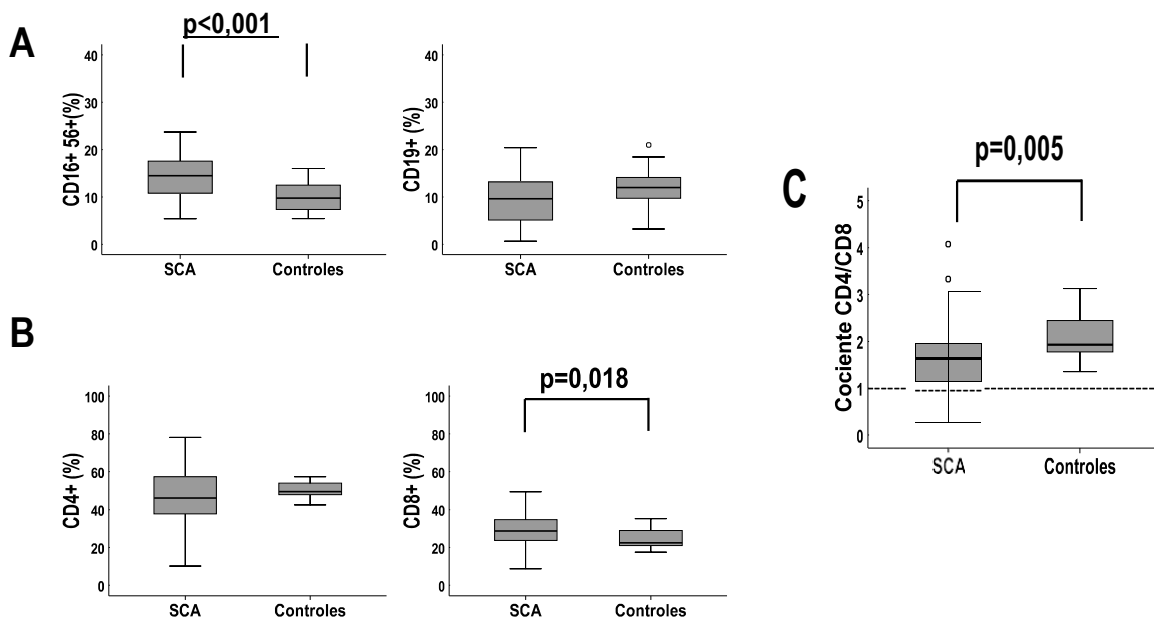 A
p<0,001
CD16+ 56+(%)
40
30
20
10
0
SCA
Controles
CD19+ (%)
40
30
20
10
0
SCA
Controles
B
CD4+ (%)
100
80
60
40
20
0
SCA
Controles
p=0,018
CD8+ (%)
100
80
60
40
20
0
SCA
Controles
C
p=0,005
Cociente CD4/CD8
5
4
3
2
1
0
SCA
Controles